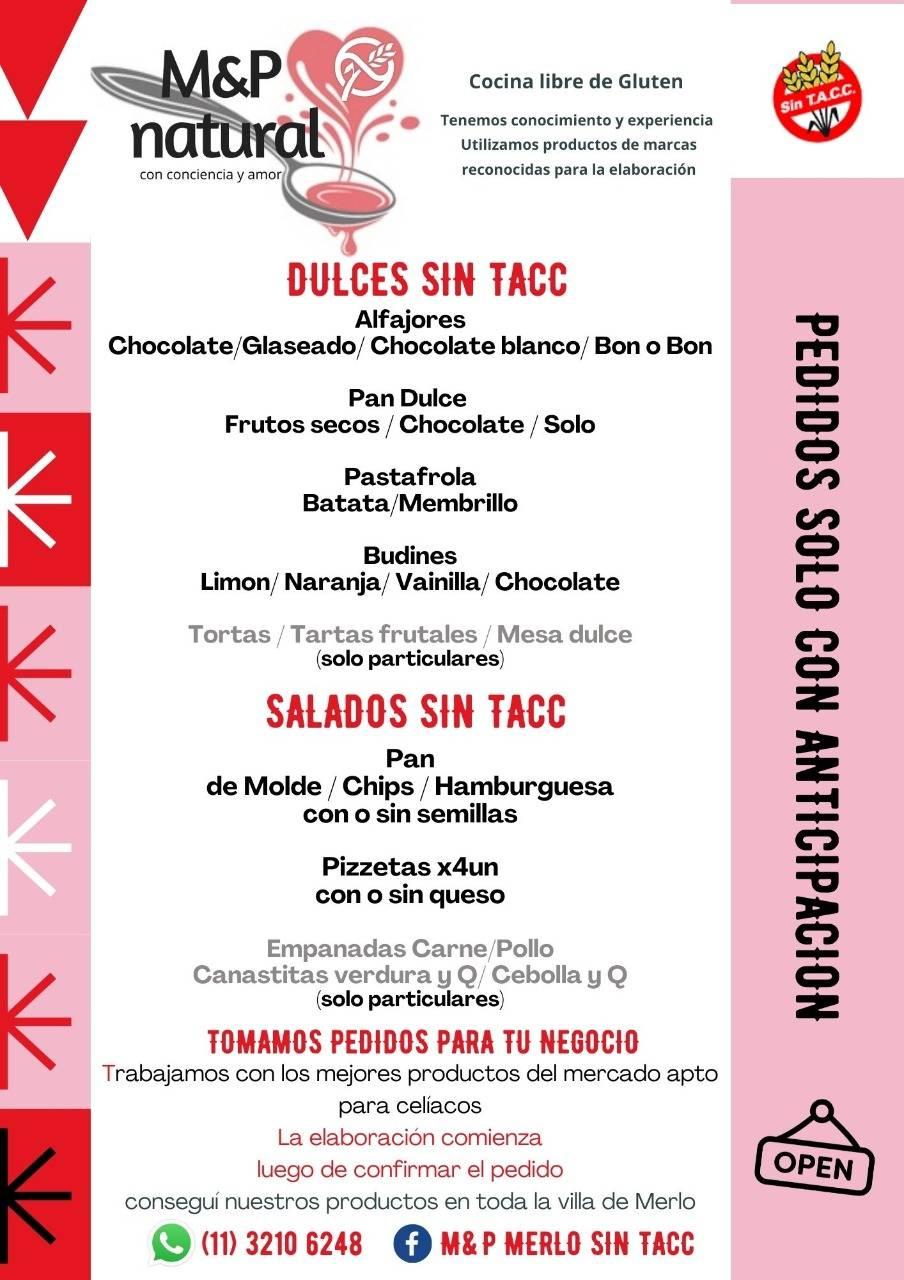 M&P
natural
con conciencia y amor
Cocina libre de Gluten
Tenemos conocimiento y experiencia
Utilizamos productos de marcas
reconocidas para la elaboración
Sin T.A.C.C.
DULCES SIN TACC
Alfajores
Chocolate/Glaseado/ Chocolate blanco/ Bon o Bon
Pan Dulce
Frutos secos / Chocolate / Solo
Pastafrola
Batata/Membrillo
Budines
Limon/ Naranja/ Vainilla/ Chocolate
Tortas / Tartas frutales / Mesa dulce
(solo particulares)
SALADOS SIN TACC
Pan
de Molde / Chips / Hamburguesa
con o sin semillas
Pizzetas x4un
con o sin queso
Empanadas Carne/Pollo
Canastitas verdura y Q/ Cebolla y Q
(solo particulares)
TOMAMOS PEDIDOS PARA TU NEGOCIO
Trabajamos con los mejores productos del mercado apto
para celíacos
La elaboración comienza
luego de confirmar el pedido
conseguí nuestros productos en toda la villa de Merlo
(11) 3210 6248
M&P MERLO SIN TACC
PEDIDOS SOLO CON ANTICIPACION
OPEN